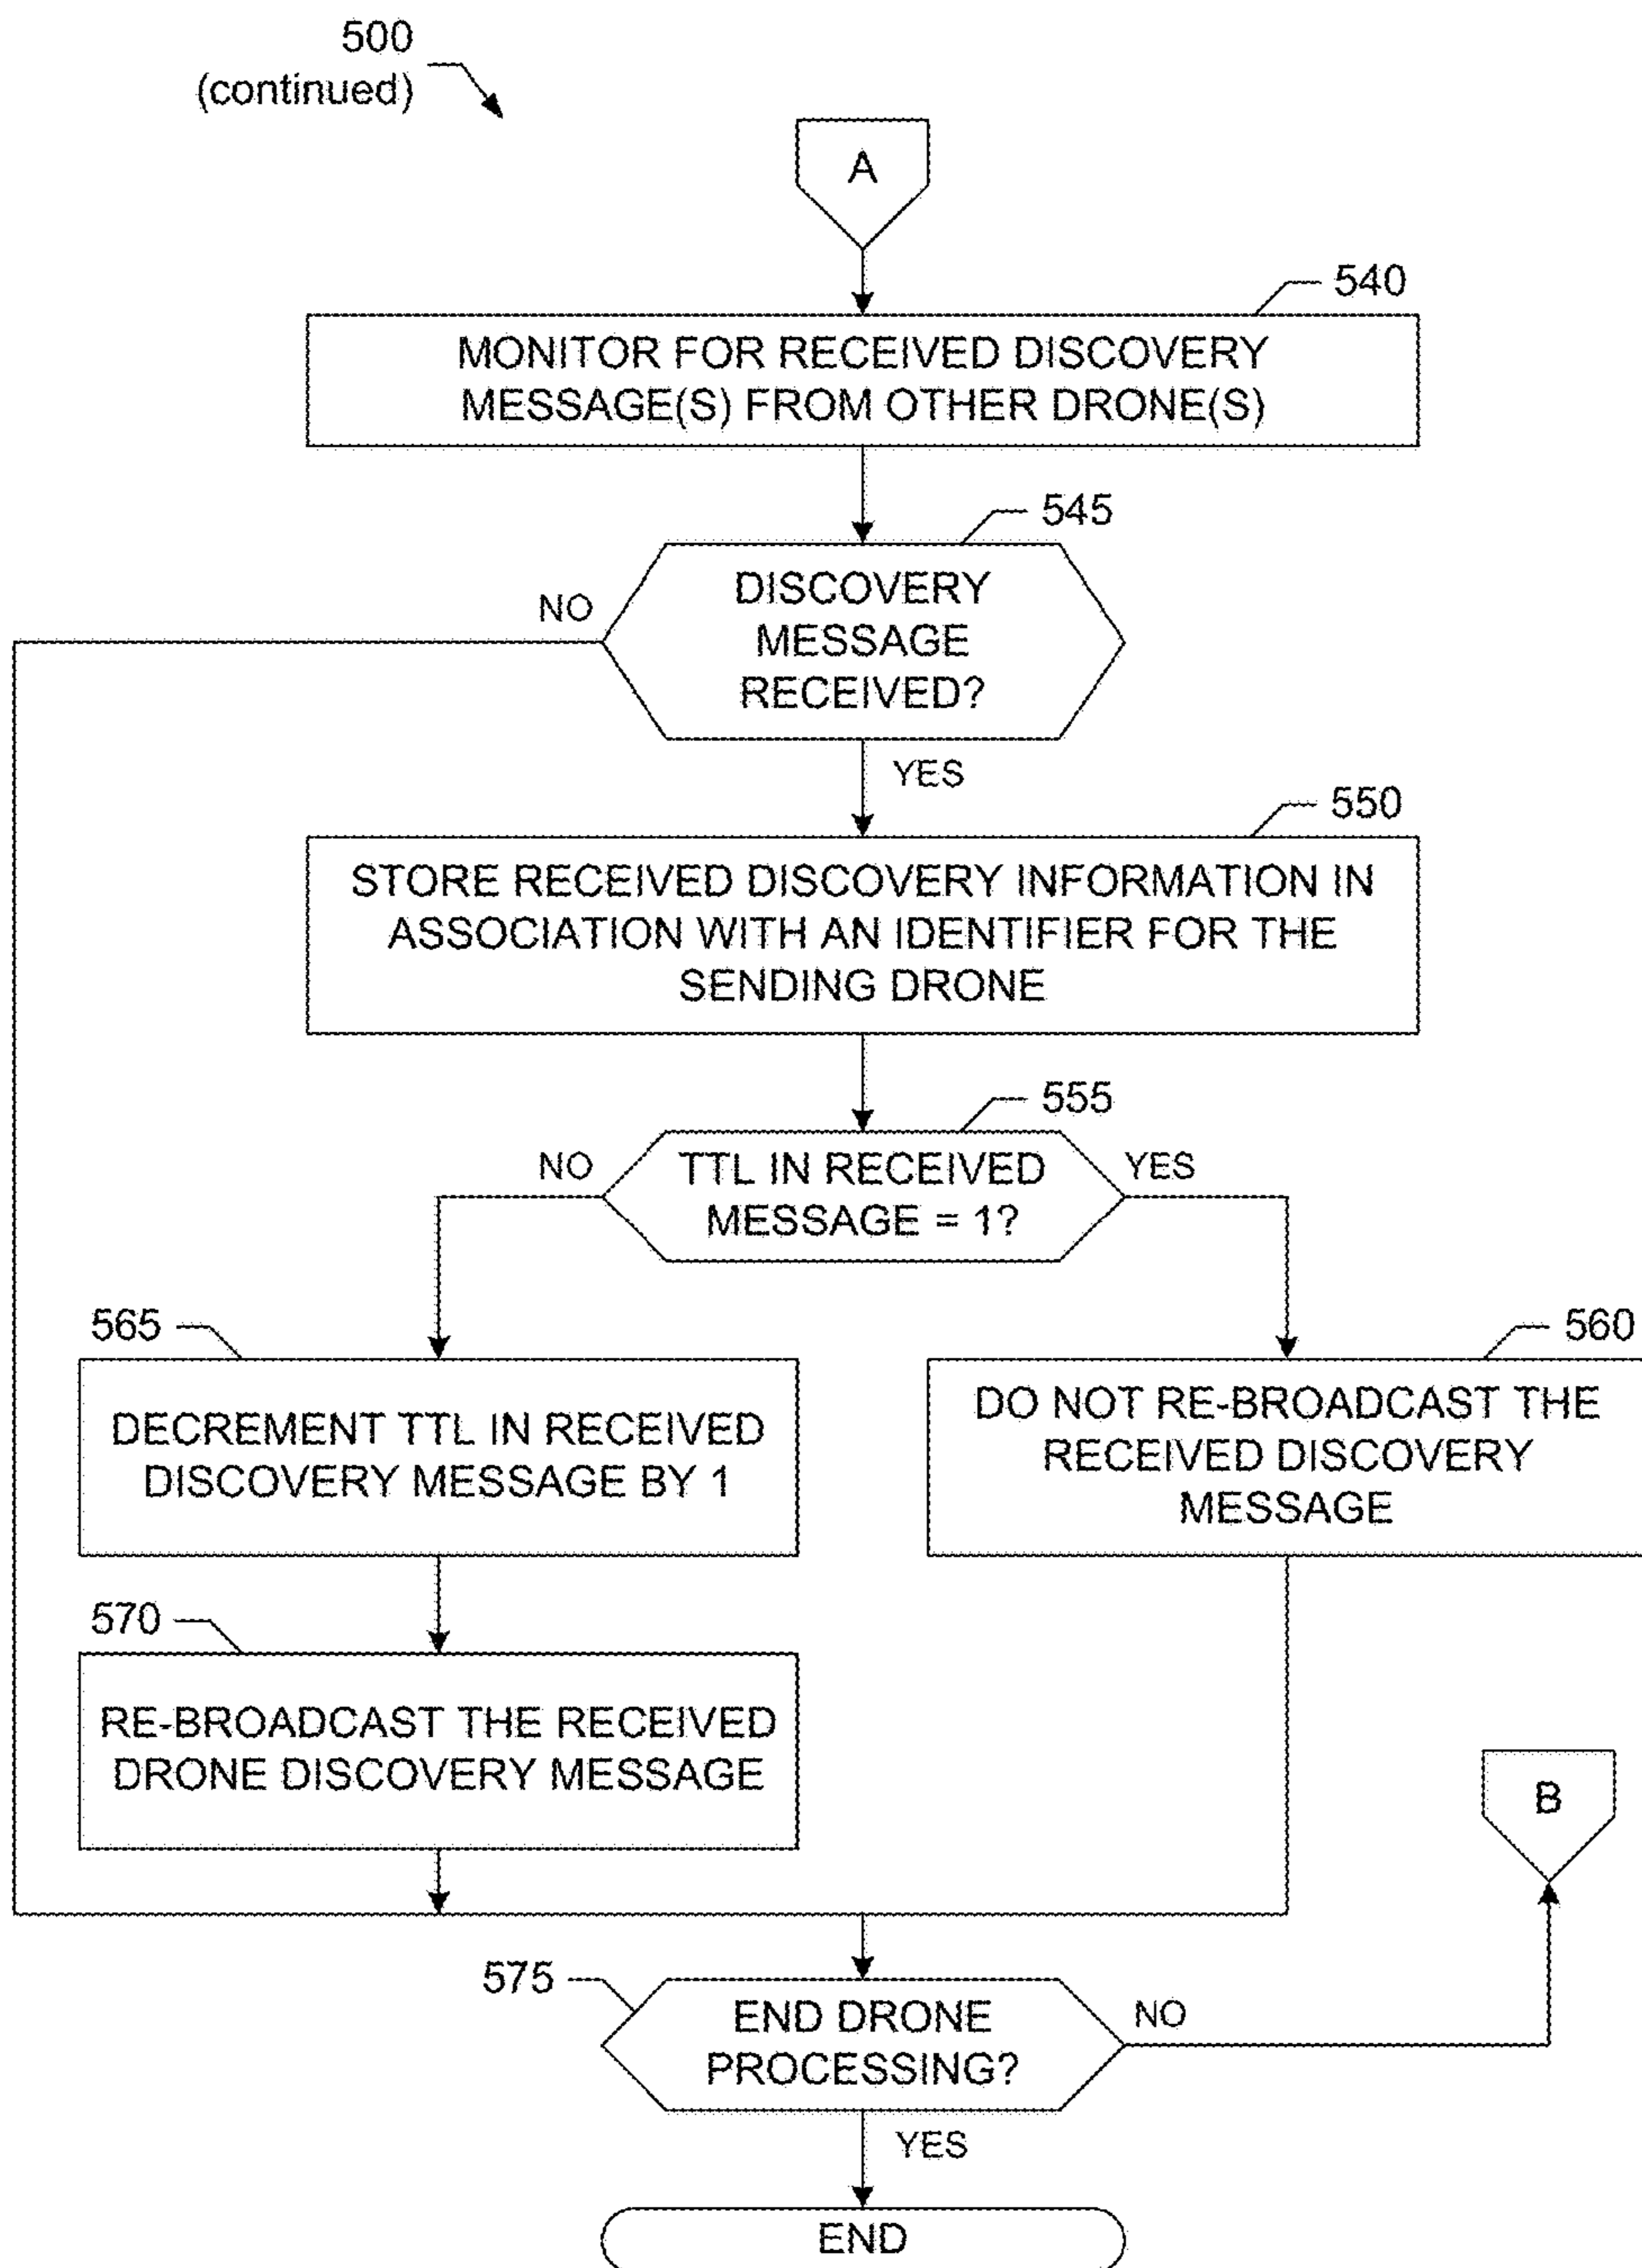 500
(continued)
A
540
MONITOR FOR RECEIVED DISCOVERY
MESSAGE(S) FROM OTHER DRONE(S)
545
DISCOVERY
MESSAGE
RECEIVED?
NO
YES
550
STORE RECEIVED DISCOVERY INFORMATION IN
ASSOCIATION WITH AN IDENTIFIER FOR THE
SENDING DRONE
555
NO
TTL IN RECEIVED
MESSAGE = 1?
YES
565
DECREMENT TTL IN RECEIVED
DISCOVERY MESSAGE BY 1
560
DO NOT RE-BROADCAST THE
RECEIVED DISCOVERY
MESSAGE
570
RE-BROADCAST THE RECEIVED
DRONE DISCOVERY MESSAGE
B
575
END DRONE
PROCESSING?
NO
YES
END